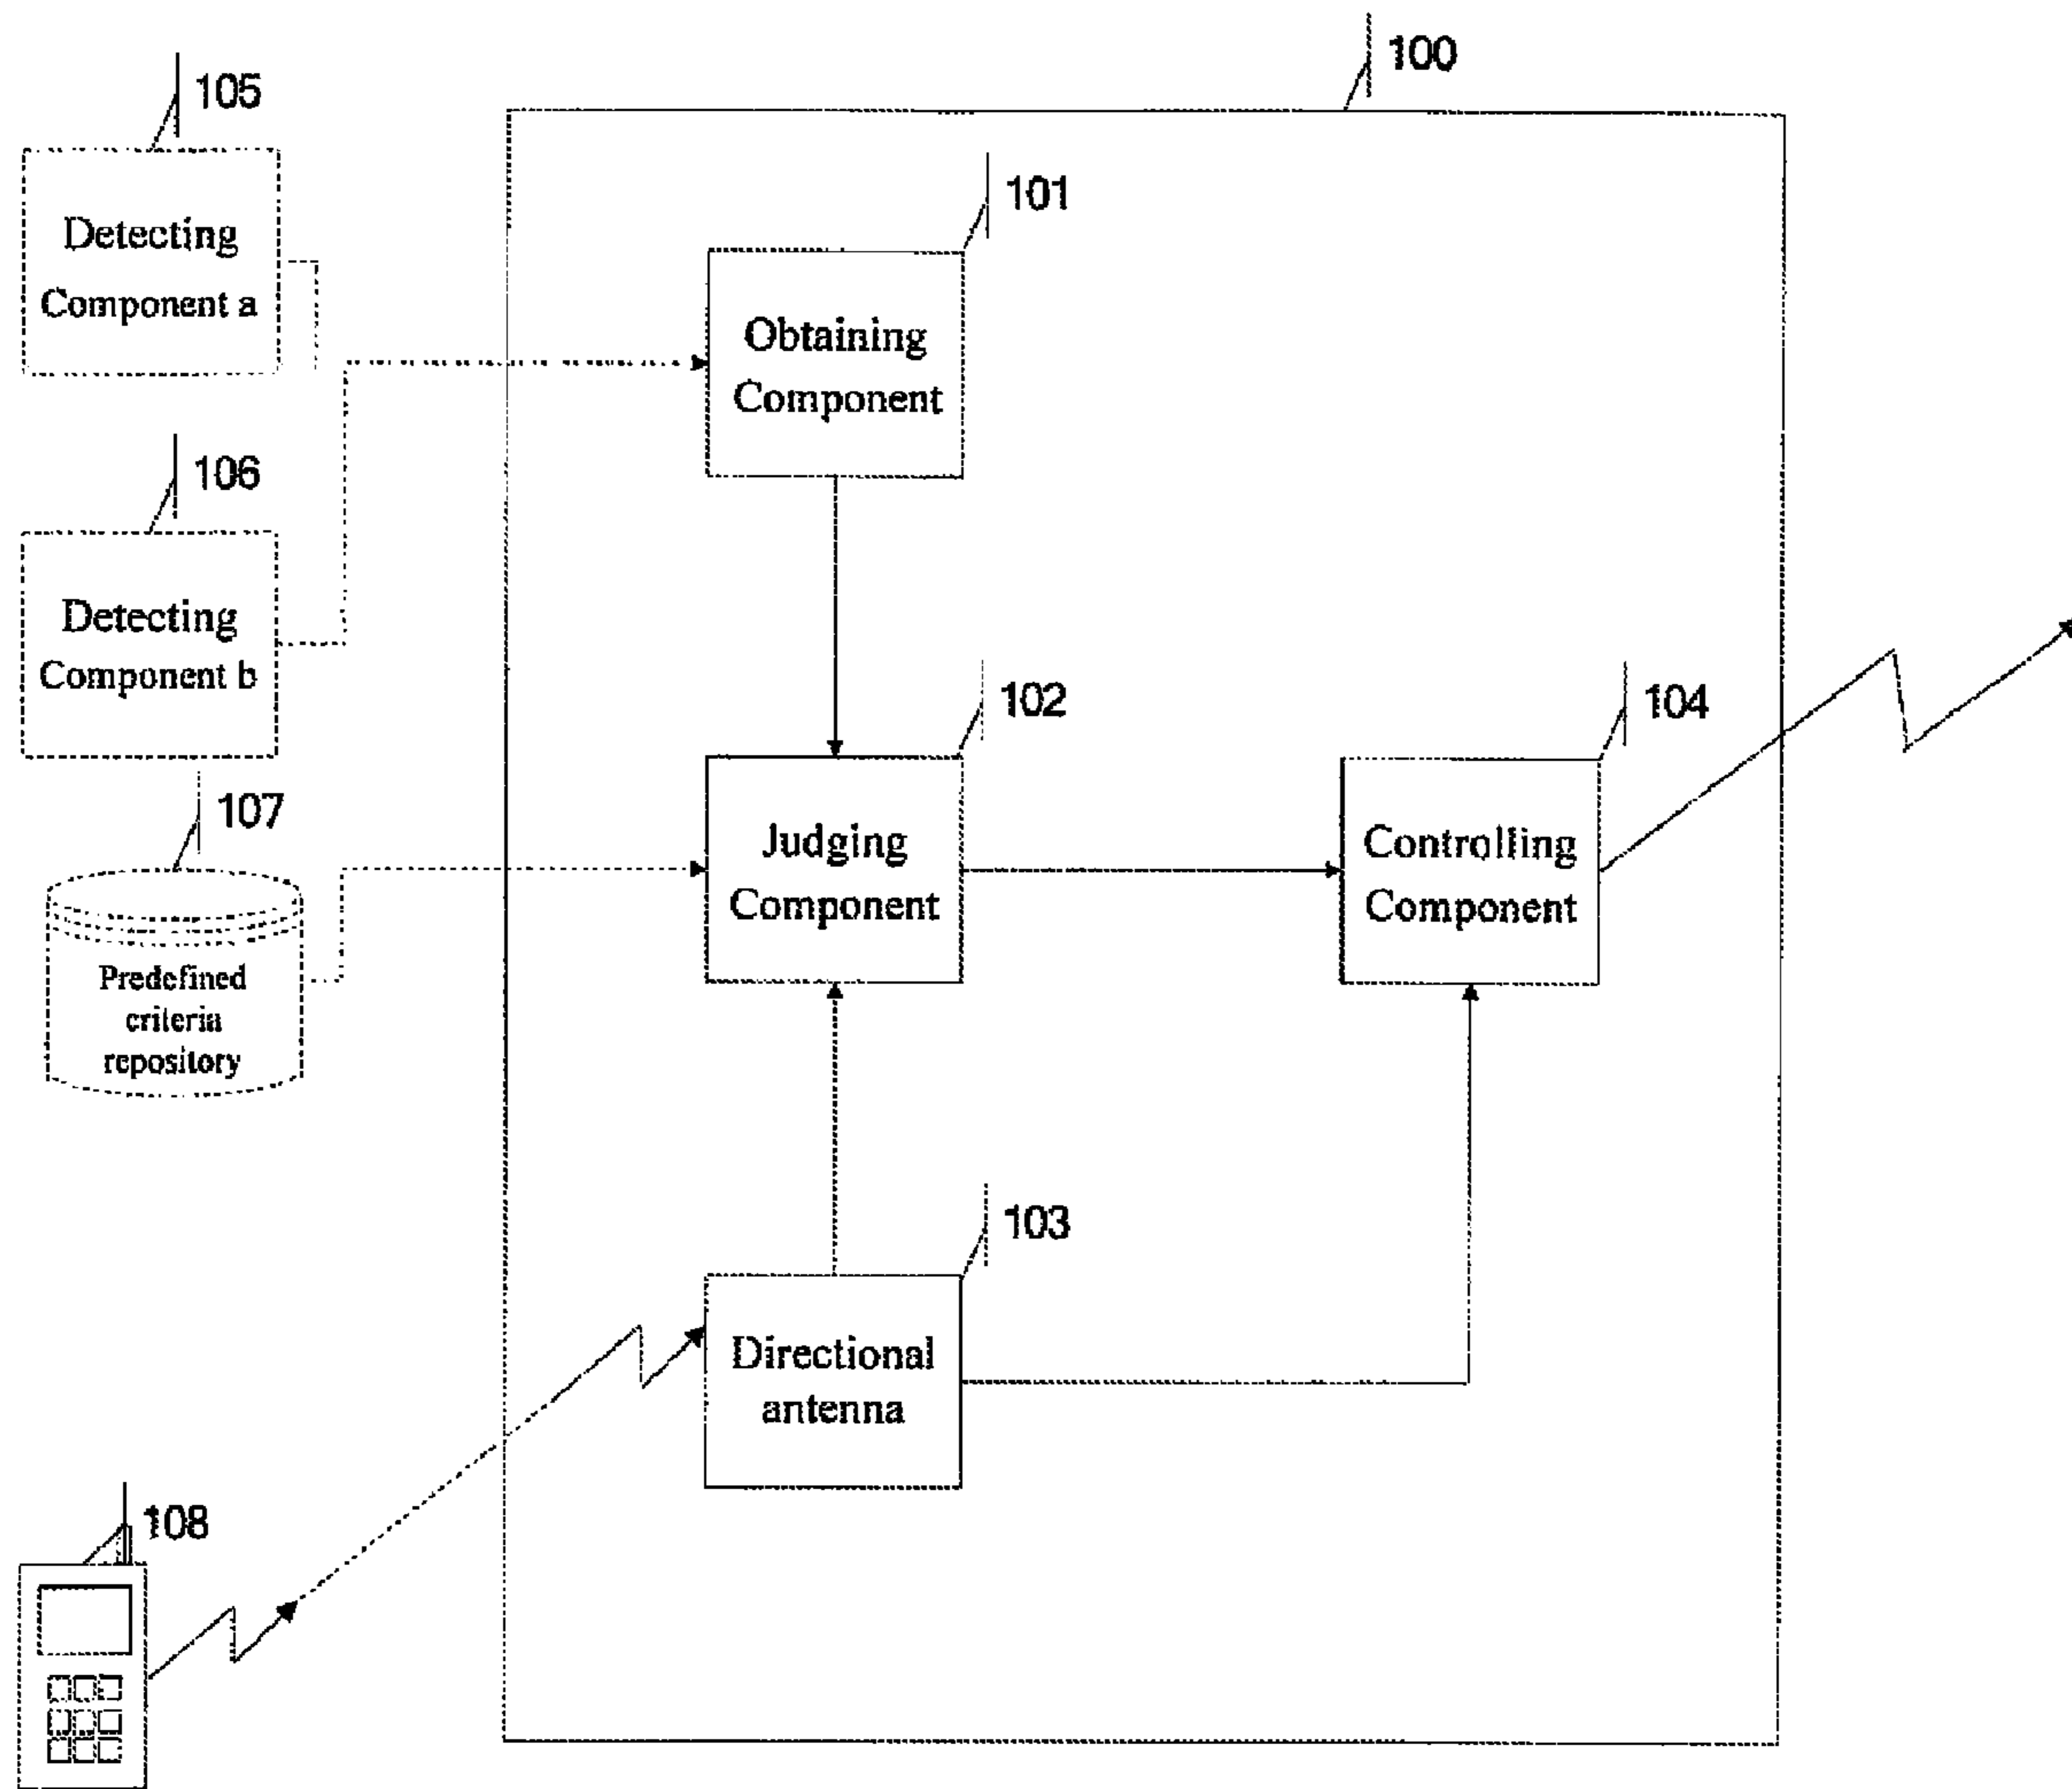 100
105
Detecting
Component a
101
Obtaining
Component
106
Detecting
Component b
102
Judging
Component
104
Controlling
Component
107
Predefined
criteria
repository
103
Directional
antenna
108